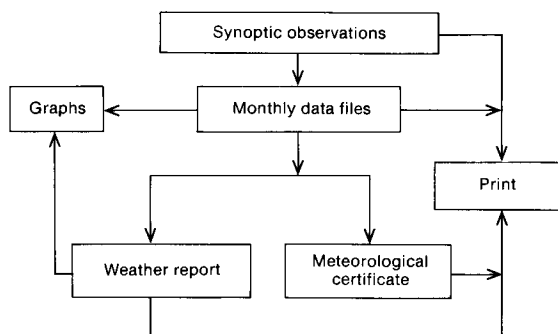 Synoptic observations
Graphs
Monthly data files
Print
Weather report
Meteorological
certificate